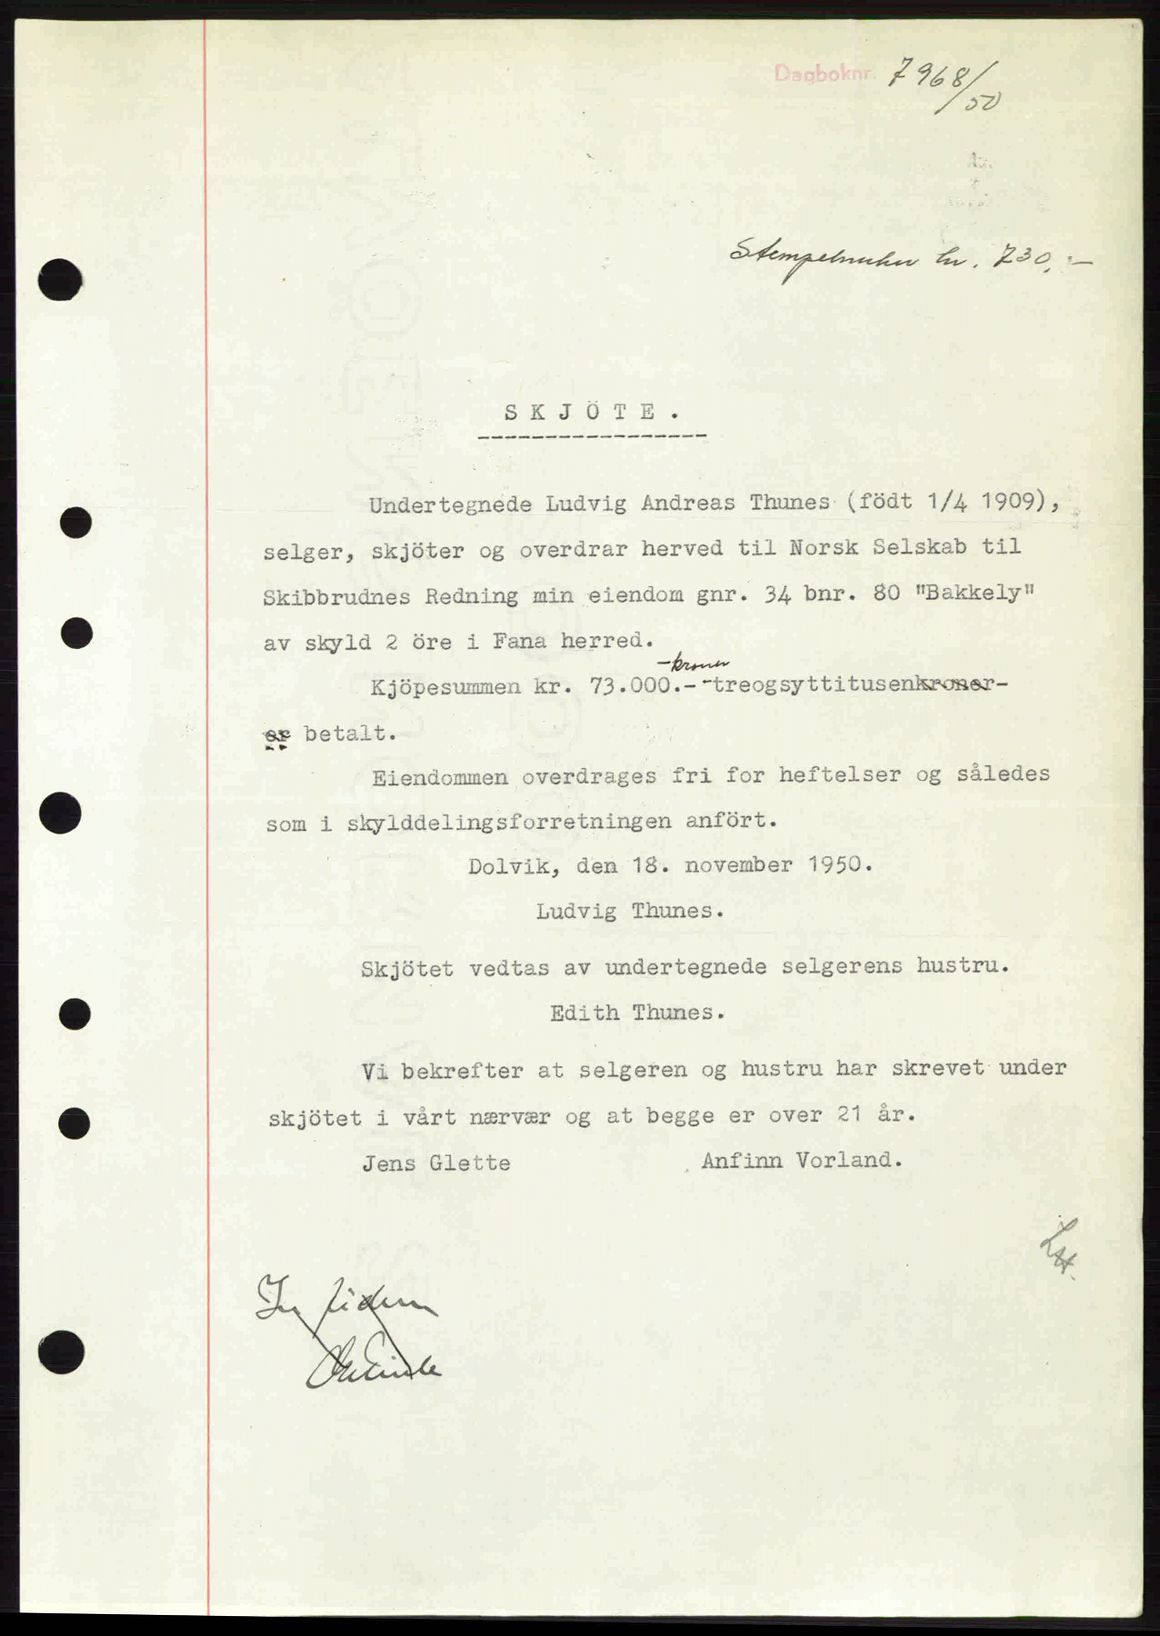 Dagboknr. 7968/50
Stempelmerker kr. 730.-
SKJÖTE.
Undertegnede Ludvig Andreas Thunes (födt 1/4 1909),
selger, skjöter og overdrar herved til Norsk Selskab til
Skibbrudnes Redning min eiendom gnr. 34 bnr. 80 "Bakkely"
av skyld 2 öre i Fana herred.
-kroner
Kjöpesummen kr. 73.000.- -treogsyttitusenkroner-
er betalt.
Eiendommen overdrages fri for heftelser og således
som i skylddelingsforretningen anfört.
Dolvik, den 18. november 1950.
Ludvig Thunes.
Skjötet vedtas av undertegnede selgerens hustru.
Edith Thunes.
Vi bekrefter at selgeren og hustru har skrevet under
skjötet i vårt nærvær og at begge er over 21 år.
Jens Glette Anfinn Vorland.